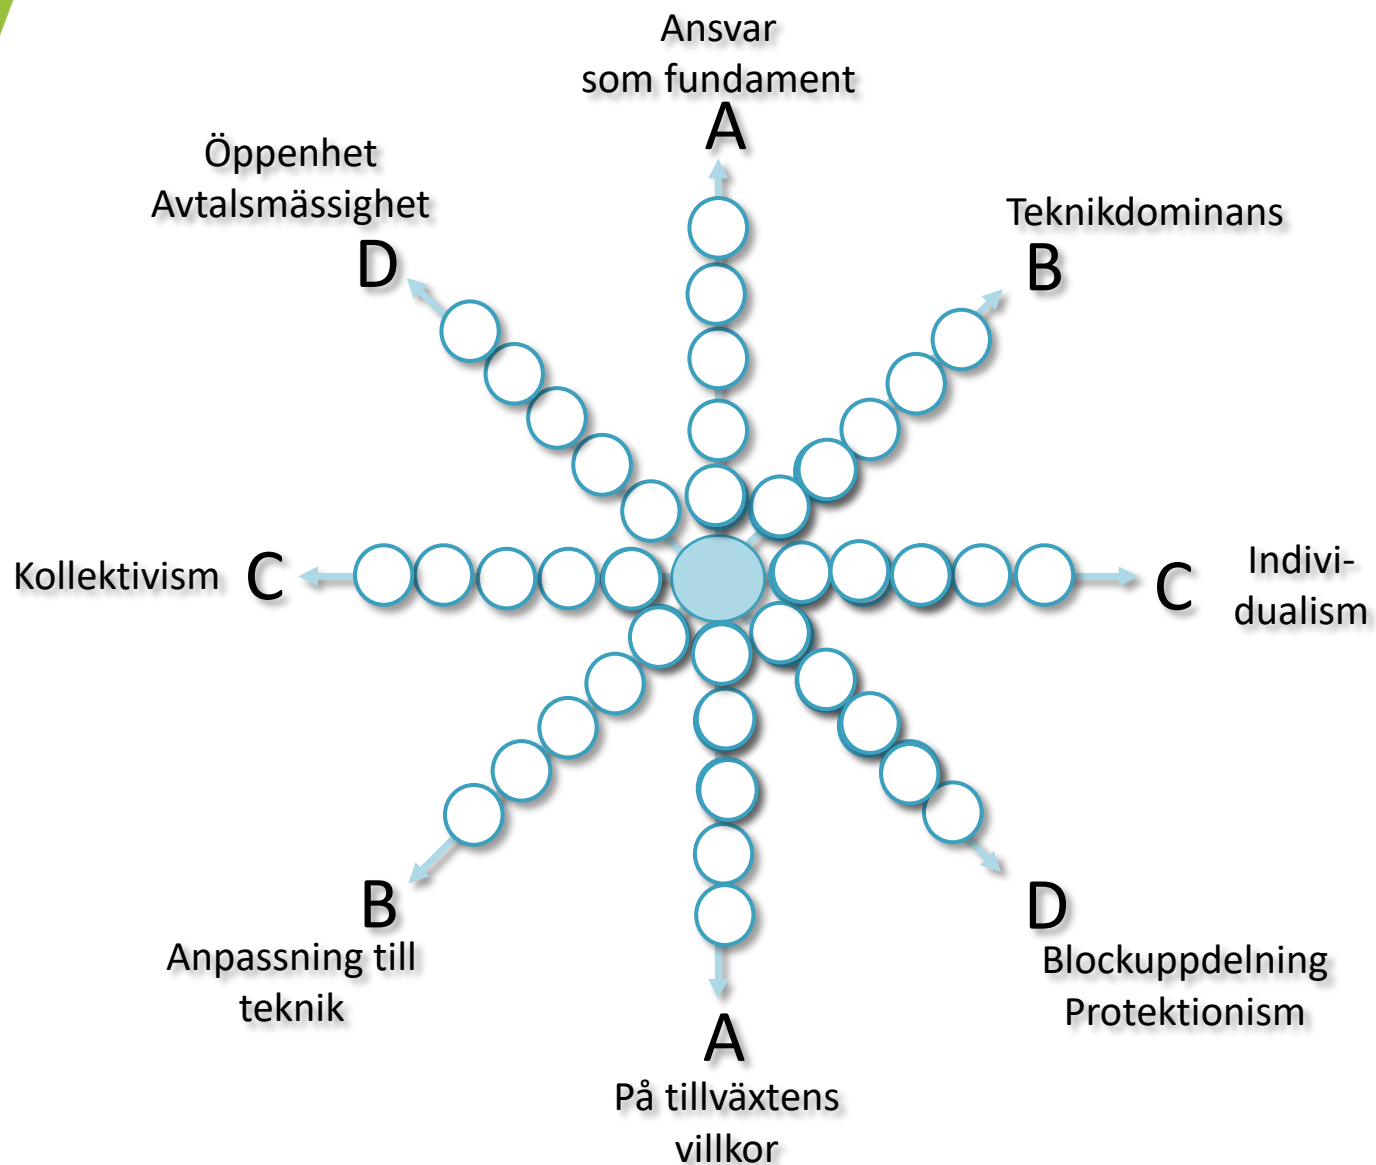 Ansvar
som fundament
A
Öppenhet
Avtalsmässighet
D
Teknikdominans
B
Kollektivism C
C Indivi-
dualism
B
Anpassning till
teknik
D
Blockuppdelning
Protektionism
A
På tillväxtens
villkor